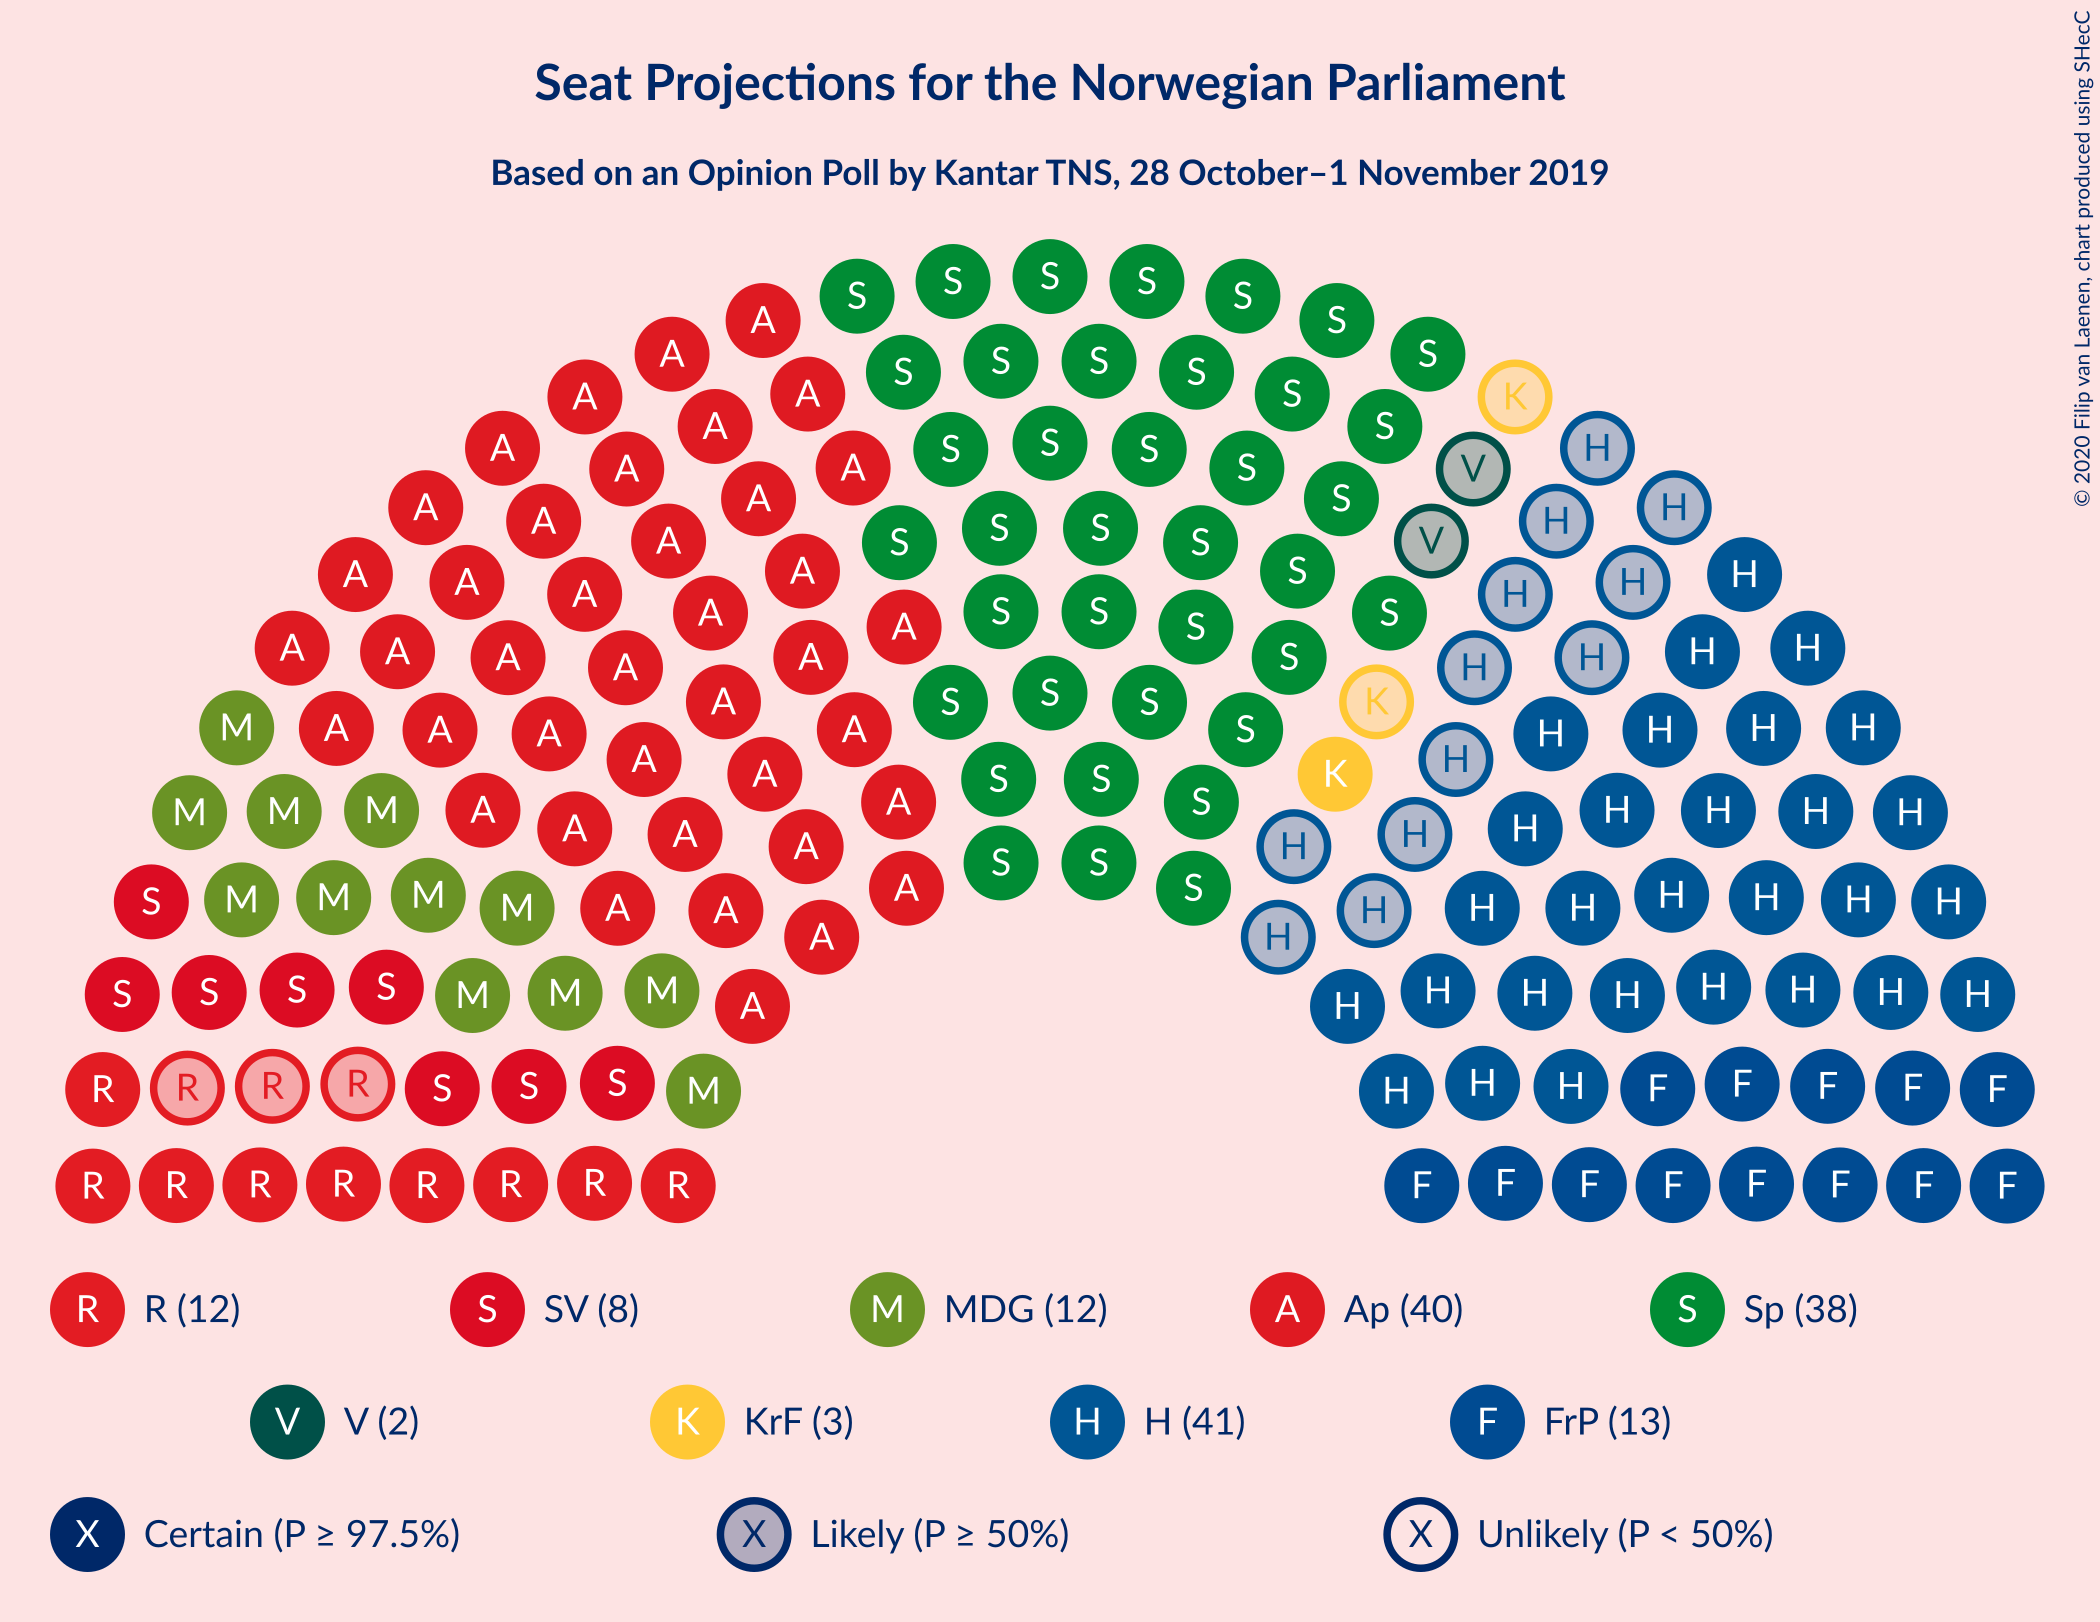 Seat Projections for the Norwegian Parliament
Based on an Opinion Poll by Kantar TNS, 28 October–1 November 2019
© 2020 Filip van Laenen, chart produced using SHecC
S S S S S
A S
A S
S S S S
A A S K
S
A S
A S S S S
A A V H
S
A A S
A A V H H
S S S S
A A A S
A A H H H
S S
A A A S S
A A A A S H H H H
A A A H
S S S S K
M A A A A A S H H H H
A S S S K H
M M M A A A A S H H H H H
A S S S H H
S M M M M A A A S H H H H H H
A H H
S S S S M M M A H H H H H H H H
R R R R S S S M H H H F F F F F
R R R R R R R R F F F F F F F F
R R (12) S SV (8) M MDG (12) A Ap (40) S Sp (38)
V V (2) K KrF (3) H H (41) F FrP (13)
X Certain (P ≥ 97.5%) X Likely (P ≥ 50%) X Unlikely (P < 50%)